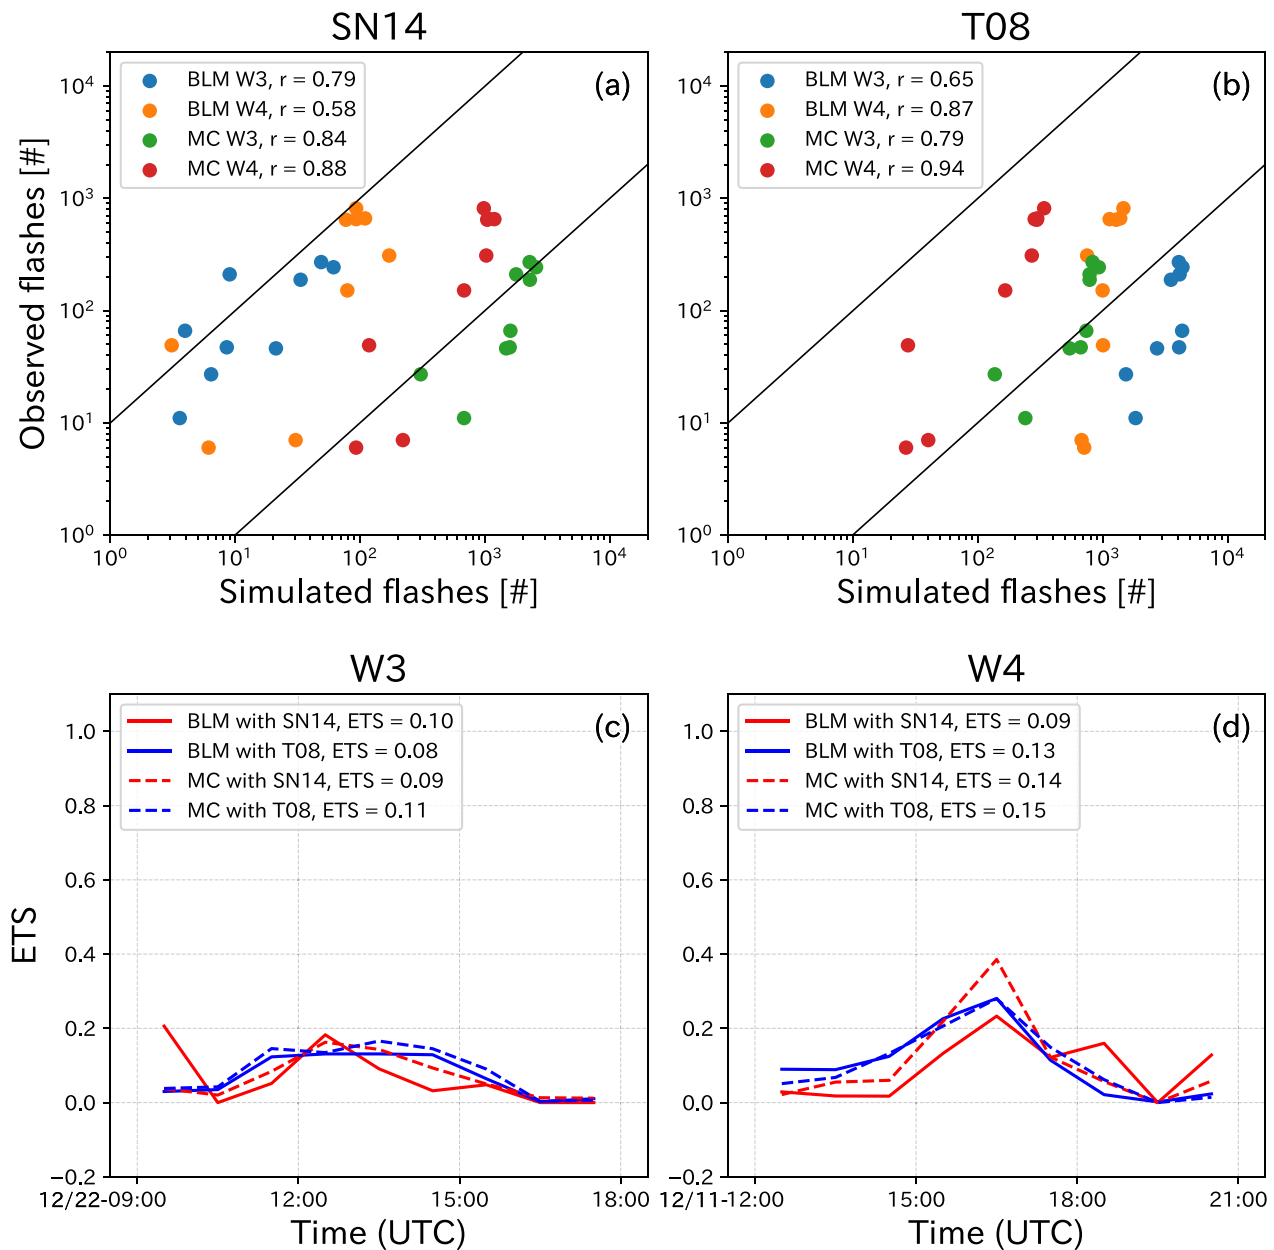 SN14
T08
BLM W3, r = 0.79
BLM W4, r = 0.58
MC W3, r = 0.84
MC W4, r = 0.88
(a)
BLM W3, r = 0.65
BLM W4, r = 0.87
MC W3, r = 0.79
MC W4, r = 0.94
(b)
Observed flashes [#]
10⁴
10³
10²
10¹
10⁰
10⁰ 10¹ 10² 10³ 10⁴
Simulated flashes [#]
10⁴
10³
10²
10¹
10⁰
10⁰ 10¹ 10² 10³ 10⁴
Simulated flashes [#]
W3
W4
BLM with SN14, ETS = 0.10
BLM with T08, ETS = 0.08
MC with SN14, ETS = 0.09
MC with T08, ETS = 0.11
(c)
BLM with SN14, ETS = 0.09
BLM with T08, ETS = 0.13
MC with SN14, ETS = 0.14
MC with T08, ETS = 0.15
(d)
ETS
1.0
0.8
0.6
0.4
0.2
0.0
−0.2
12/22-09:00 12:00 15:00 18:00
Time (UTC)
1.0
0.8
0.6
0.4
0.2
0.0
−0.2
12/11-12:00 15:00 18:00 21:00
Time (UTC)